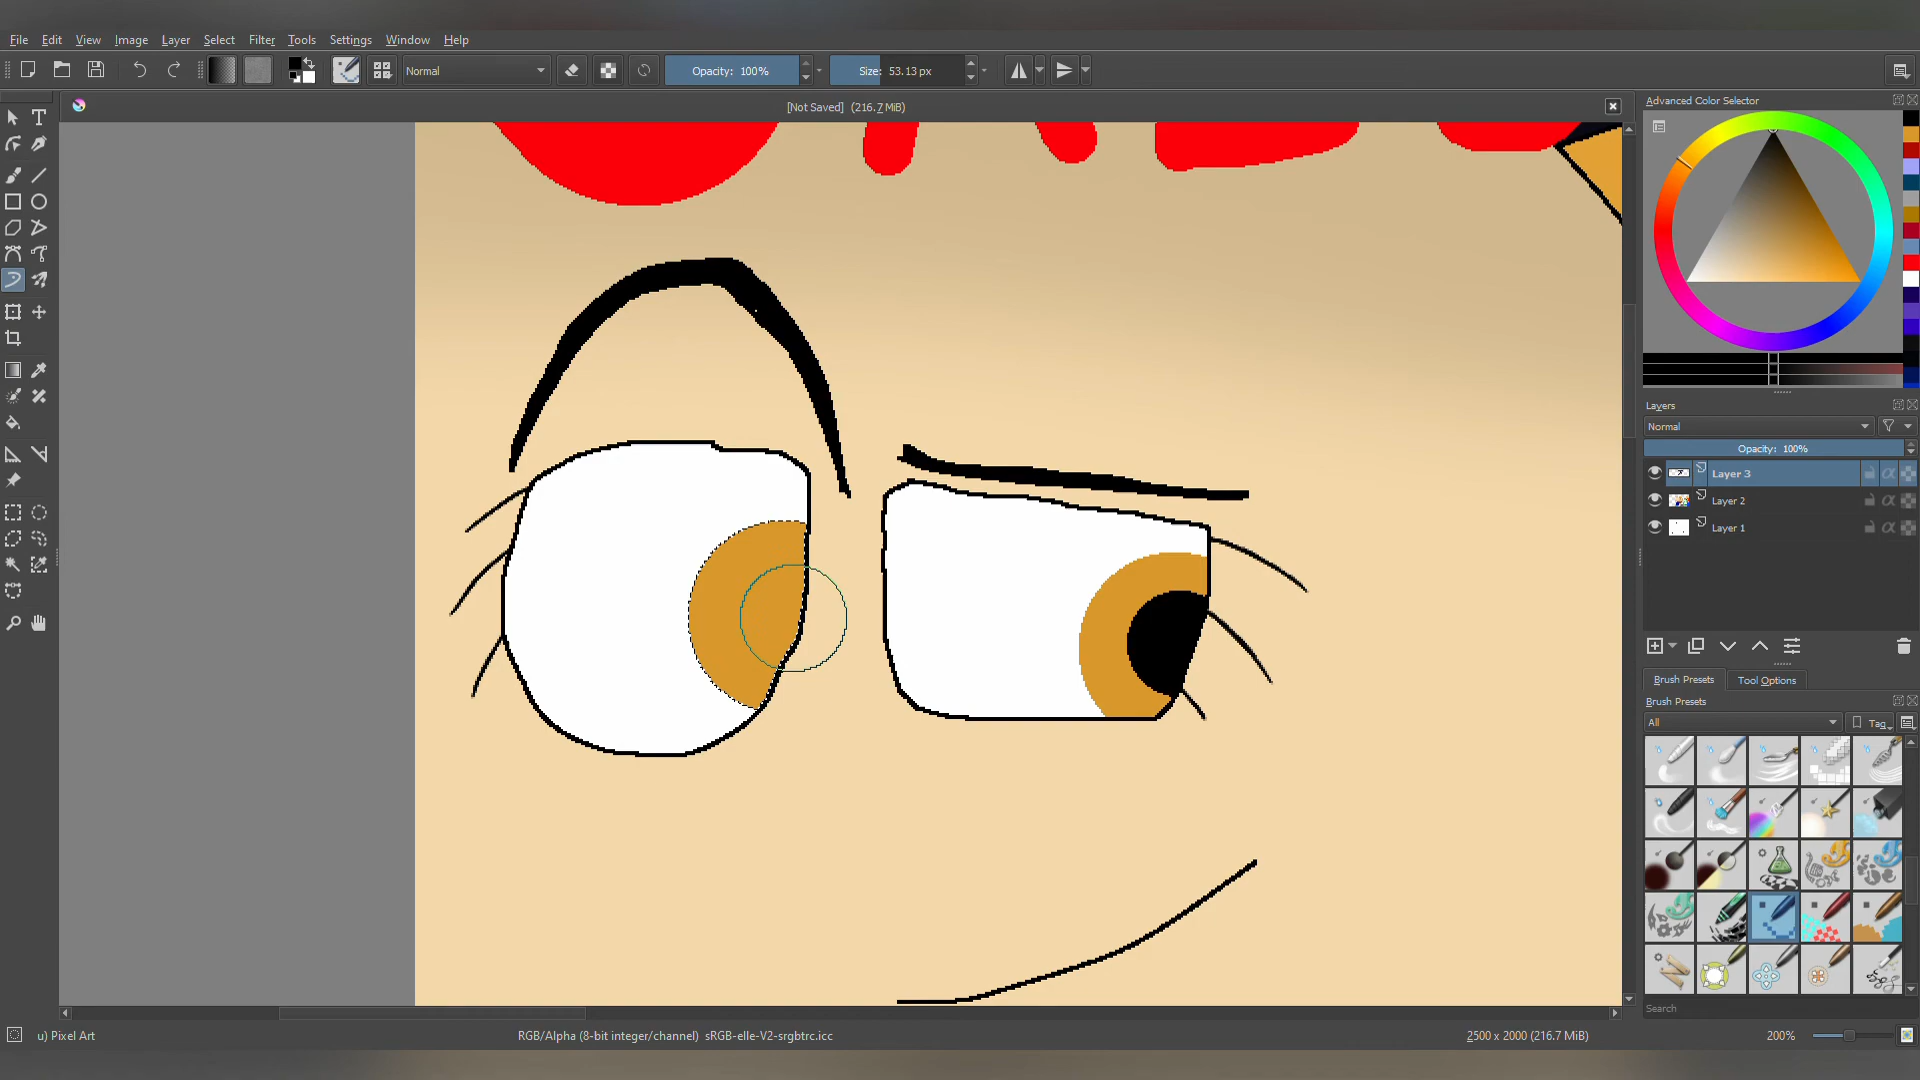 File Edit View Image Layer Select Filter Tools Settings Window Help
Normal Opacity: 100% Size: 53.13 px
[Not Saved] (216.7 MiB)
Advanced Color Selector
Layers
Normal
Opacity: 100%
Layer 3
Layer 2
Layer 1
Brush Presets Tool Options
Brush Presets
All Tag
Search
u) Pixel Art RGB/Alpha (8-bit integer/channel) sRGB-elle-V2-srgbtrc.icc 2500 x 2000 (216.7 MiB) 200%